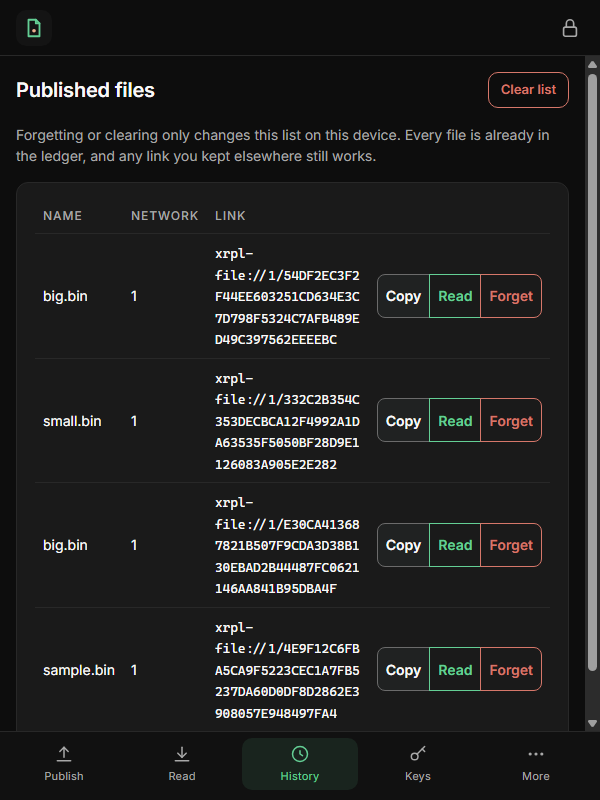 Published files
Clear list
Forgetting or clearing only changes this list on this device. Every file is already in
the ledger, and any link you kept elsewhere still works.
NAME NETWORK LINK
xrpl-
file://1/54DF2EC3F2
F44EE603251CD634E3C
7D798F5324C7AFB489E
D49C397562EEEEBC
big.bin 1 Copy Read Forget
xrpl-
file://1/332C2B354C
353DECBCA12F4992A1D
A63535F5050BF28D9E1
126083A905E2E282
small.bin 1 Copy Read Forget
xrpl-
file://1/E30CA41368
7821B507F9CDA3D38B1
30EBAD2B44487FC0621
146AA841B95DBA4F
big.bin 1 Copy Read Forget
xrpl-
file://1/4E9F12C6FB
A5CA9F5223CEC1A7FB5
237DA60D0DF8D2862E3
908057E948497FA4
sample.bin 1 Copy Read Forget
Publish Read History Keys More